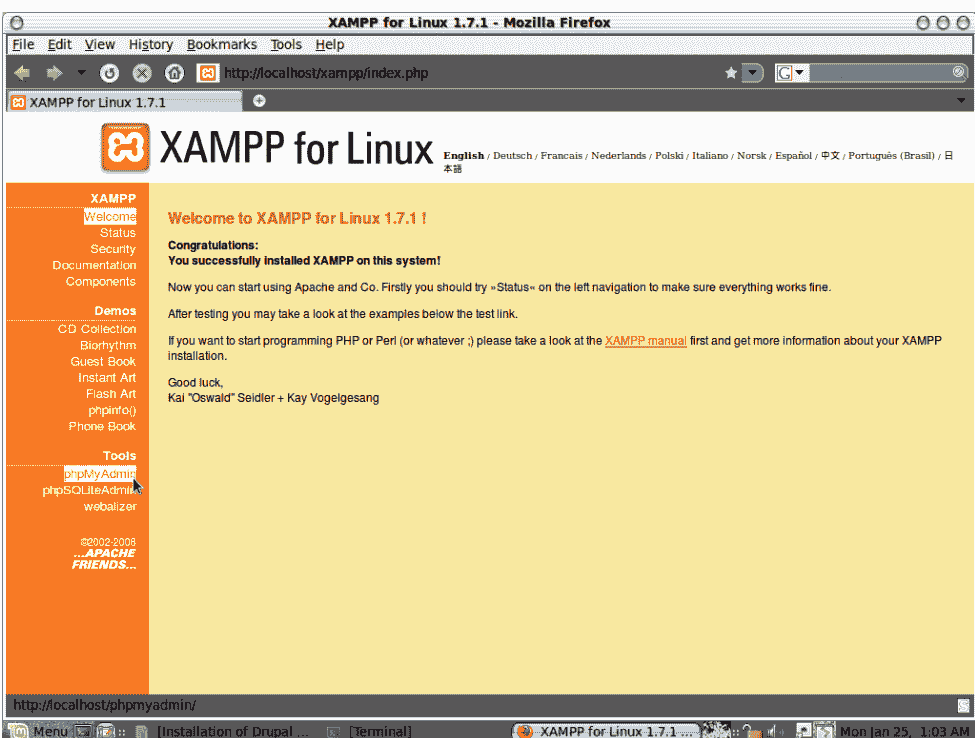 XAMPP for Linux 1.7.1 - Mozilla Firefox
File Edit View History Bookmarks Tools Help
http://localhost/xampp/index.php
G
XAMPP for Linux 1.7.1
XAMPP for Linux
English / Deutsch / Francais / Nederlands / Polski / Italiano / Norsk / Español / 中文 / Português (Brasil) / 日
本語
XAMPP
Welcome
Status
Security
Documentation
Components
Demos
CD Collection
Biorhythm
Guest Book
Instant Art
Flash Art
phpinfo()
Phone Book
Tools
phpMyAdmin
phpSQLiteAdmin
webalizer
©2002-2008
...APACHE
FRIENDS...
Welcome to XAMPP for Linux 1.7.1 !
Congratulations:
You successfully installed XAMPP on this system!
Now you can start using Apache and Co. Firstly you should try »Status« on the left navigation to make sure everything works fine.
After testing you may take a look at the examples below the test link.
If you want to start programming PHP or Perl (or whatever ;) please take a look at the XAMPP manual first and get more information about your XAMPP
installation.
Good luck,
Kai "Oswald" Seidler + Kay Vogelgesang
http://localhost/phpmyadmin/
Menu [Installation of Drupal ... [Terminal] XAMPP for Linux 1.7.1 ... Mon Jan 25, 1:03 AM